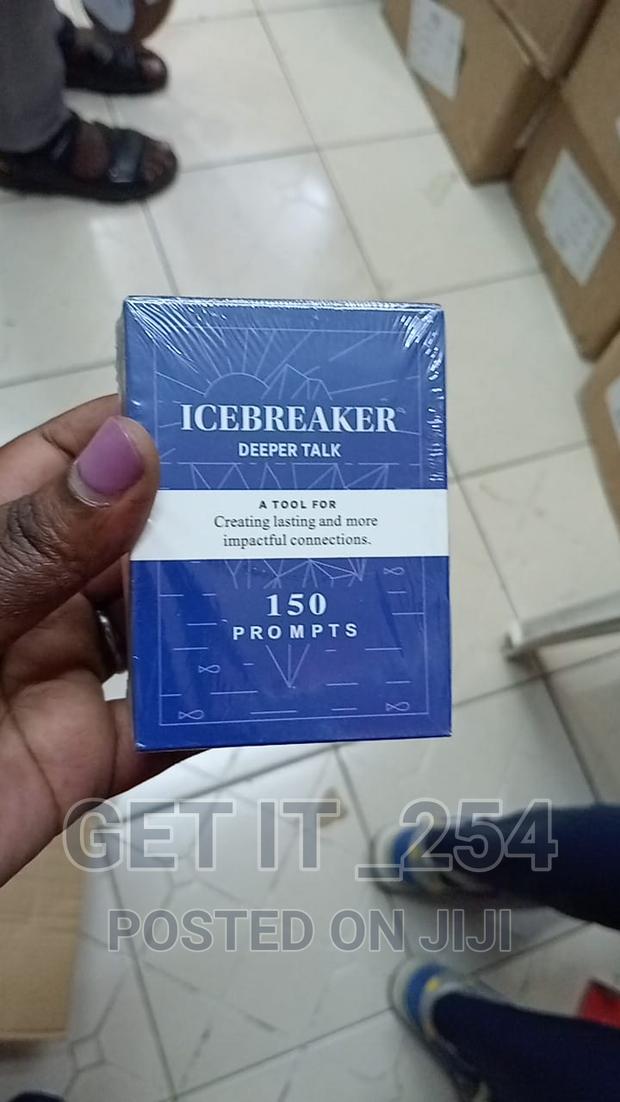 ICEBREAKER
DEEPER TALK
A TOOL FOR
Creating lasting and more
impactful connections.
150
PROMPTS
GET IT _254
POSTED ON JIJI